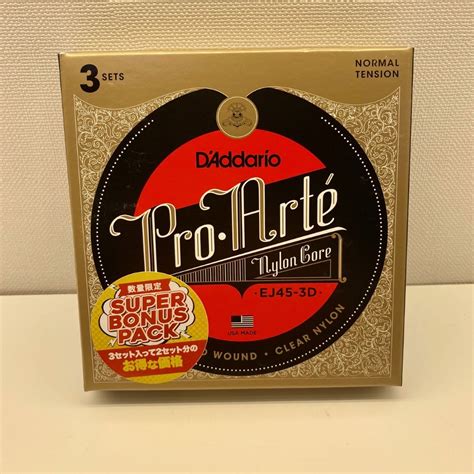 3 SETS
NORMAL
TENSION
D'Addario
Pro·Arté
Nylon Core
EJ45-3D
USA MADE
WOUND · CLEAR NYLON
数量限定
SUPER
BONUS
PACK
3セット入って2セット分の
お得な価格